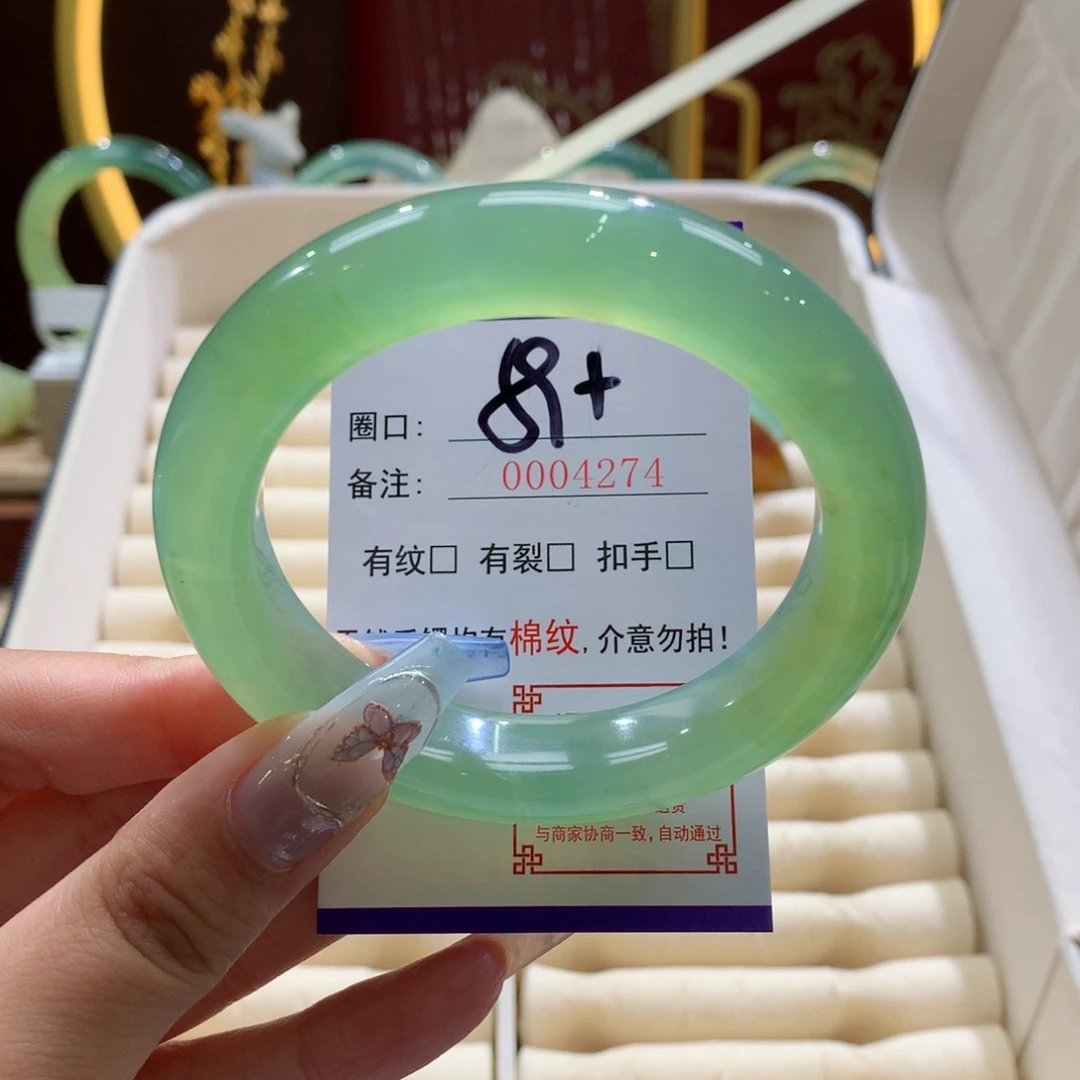 圈口: 59+
备注: 0004274
有纹□ 有裂□ 扣手□
手镯均有棉纹,介意勿拍!
与商家协商一致,自动通过